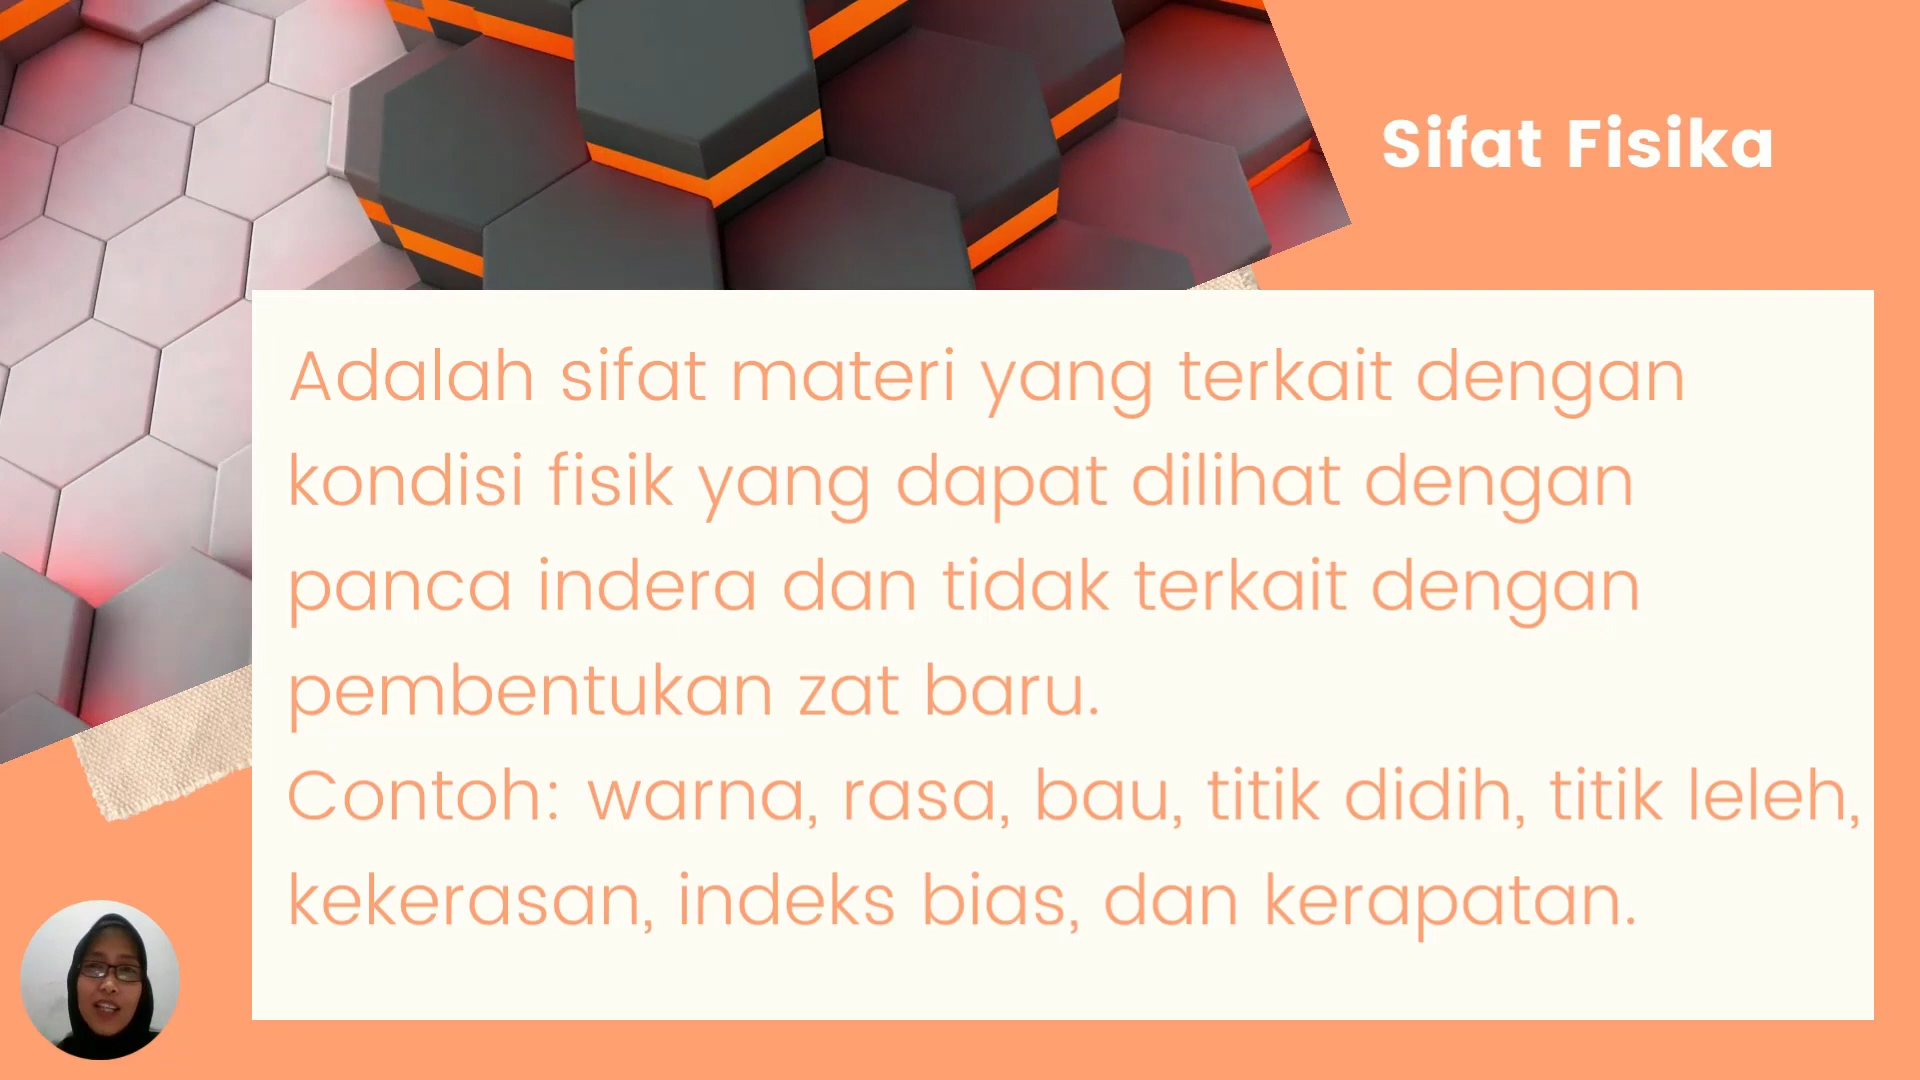 Sifat Fisika
Adalah sifat materi yang terkait dengan
kondisi fisik yang dapat dilihat dengan
panca indera dan tidak terkait dengan
pembentukan zat baru.
Contoh: warna, rasa, bau, titik didih, titik leleh,
kekerasan, indeks bias, dan kerapatan.